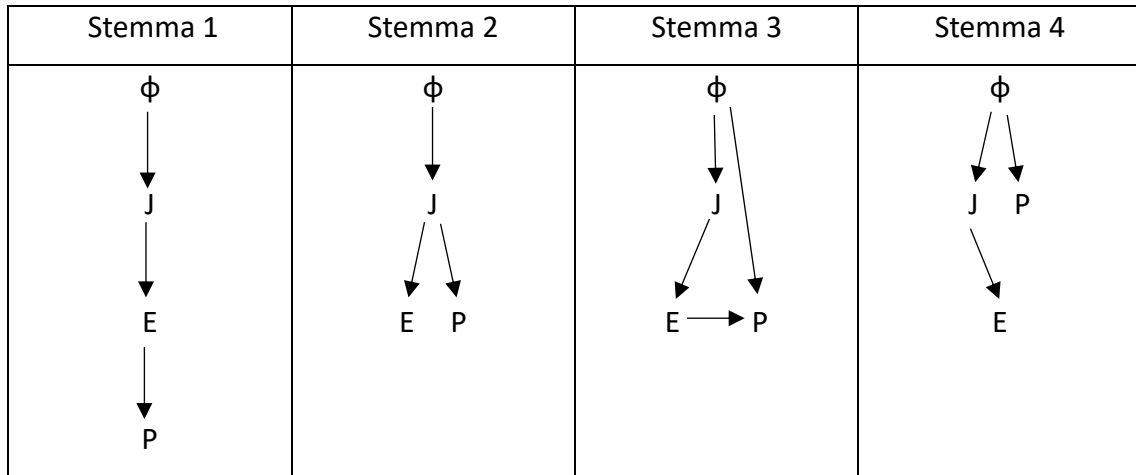 Stemma 1 Stemma 2 Stemma 3 Stemma 4
ϕ ϕ ϕ ϕ
J J J J P
E E P E P E
P